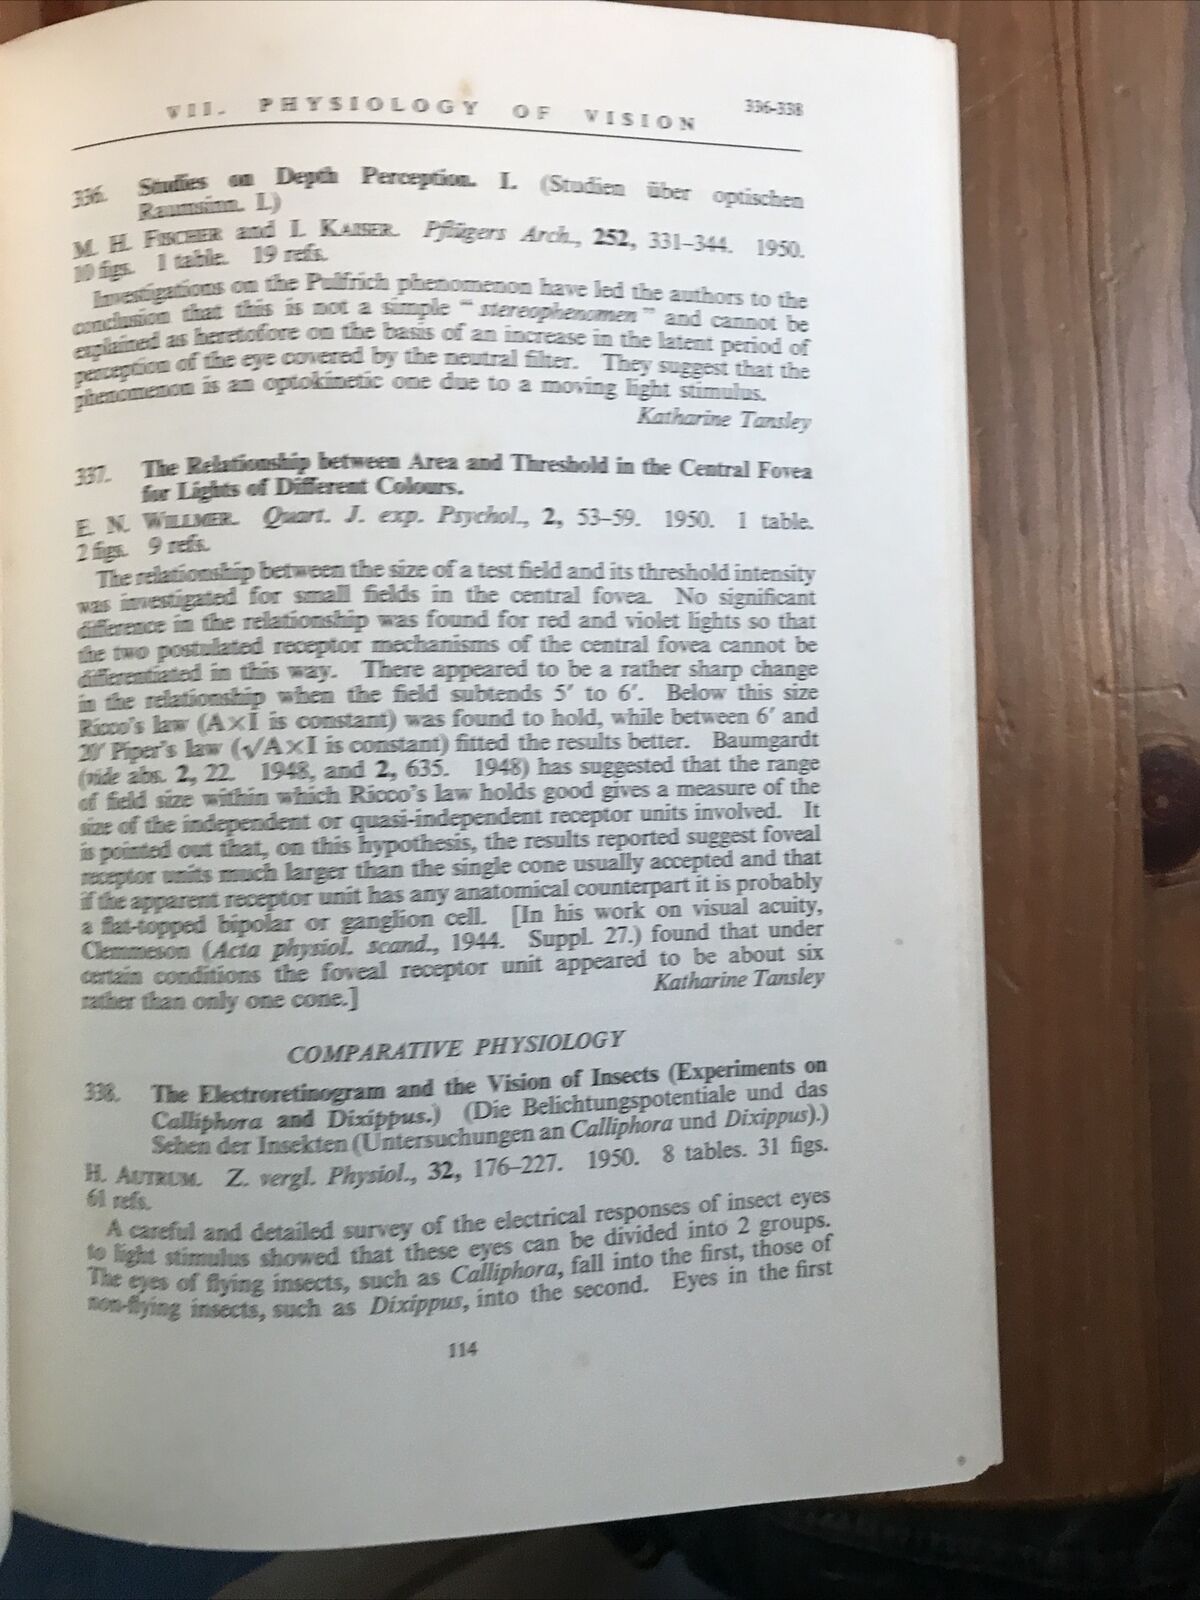 VII. PHYSIOLOGY OF VISION 336-338
336. Studies on Depth Perception. I. (Studien über optischen
Raumsinn. I.)
M. H. FISCHER and I. KAISER. Pflügers Arch., 252, 331–344. 1950.
10 figs. 1 table. 19 refs.
Investigations on the Pulfrich phenomenon have led the authors to the
conclusion that this is not a simple “ stereophenomen ” and cannot be
explained as heretofore on the basis of an increase in the latent period of
perception of the eye covered by the neutral filter. They suggest that the
phenomenon is an optokinetic one due to a moving light stimulus.
Katharine Tansley
337. The Relationship between Area and Threshold in the Central Fovea
for Lights of Different Colours.
E. N. WILLMER. Quart. J. exp. Psychol., 2, 53–59. 1950. 1 table.
2 figs. 9 refs.
The relationship between the size of a test field and its threshold intensity
was investigated for small fields in the central fovea. No significant
difference in the relationship was found for red and violet lights so that
the two postulated receptor mechanisms of the central fovea cannot be
differentiated in this way. There appeared to be a rather sharp change
in the relationship when the field subtends 5′ to 6′. Below this size
Ricco's law (A×I is constant) was found to hold, while between 6′ and
20′ Piper's law (√A×I is constant) fitted the results better. Baumgardt
(vide abs. 2, 22. 1948, and 2, 635. 1948) has suggested that the range
of field size within which Ricco's law holds good gives a measure of the
size of the independent or quasi-independent receptor units involved. It
is pointed out that, on this hypothesis, the results reported suggest foveal
receptor units much larger than the single cone usually accepted and that
if the apparent receptor unit has any anatomical counterpart it is probably
a flat-topped bipolar or ganglion cell. [In his work on visual acuity,
Clemmeson (Acta physiol. scand., 1944. Suppl. 27.) found that under
certain conditions the foveal receptor unit appeared to be about six
rather than only one cone.] Katharine Tansley
COMPARATIVE PHYSIOLOGY
338. The Electroretinogram and the Vision of Insects (Experiments on
Calliphora and Dixippus.) (Die Belichtungspotentiale und das
Sehen der Insekten (Untersuchungen an Calliphora und Dixippus).)
H. AUTRUM. Z. vergl. Physiol., 32, 176–227. 1950. 8 tables. 31 figs.
61 refs.
A careful and detailed survey of the electrical responses of insect eyes
to light stimulus showed that these eyes can be divided into 2 groups.
The eyes of flying insects, such as Calliphora, fall into the first, those of
non-flying insects, such as Dixippus, into the second. Eyes in the first
114